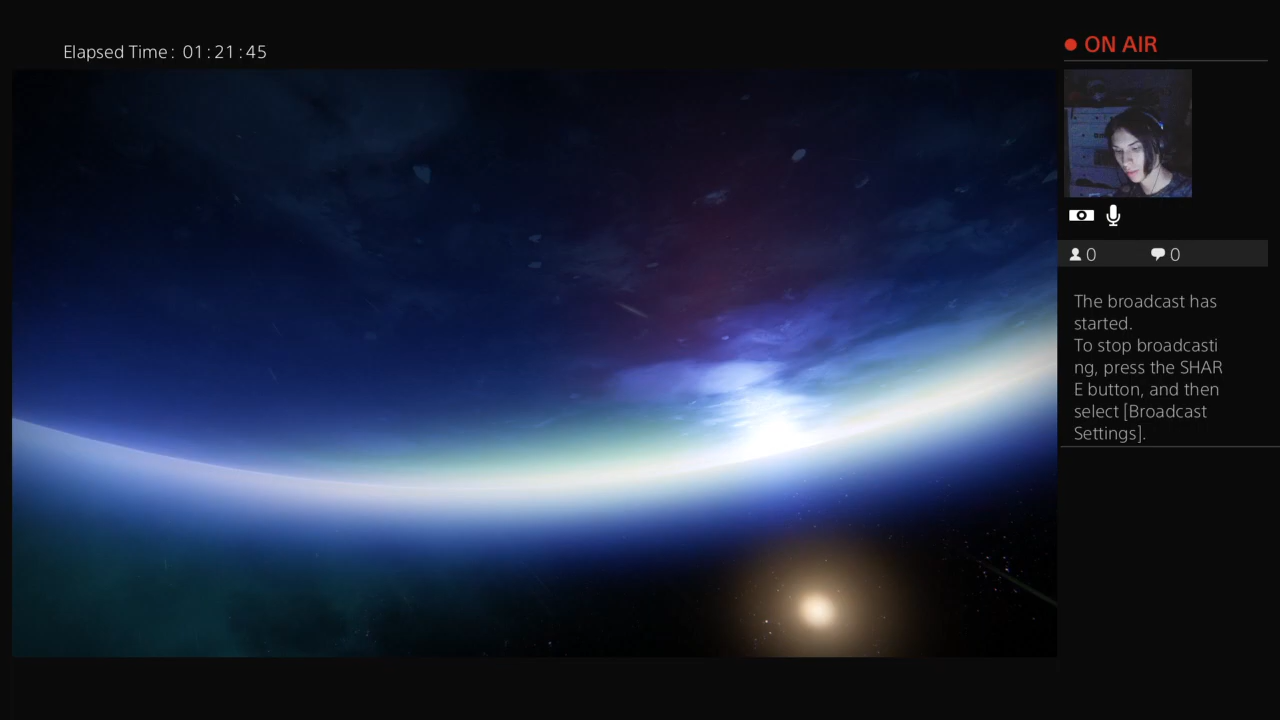 Elapsed Time: 01:21:45
ON AIR
0
0
The broadcast has
started.
To stop broadcasti
ng, press the SHAR
E button, and then
select [Broadcast
Settings].